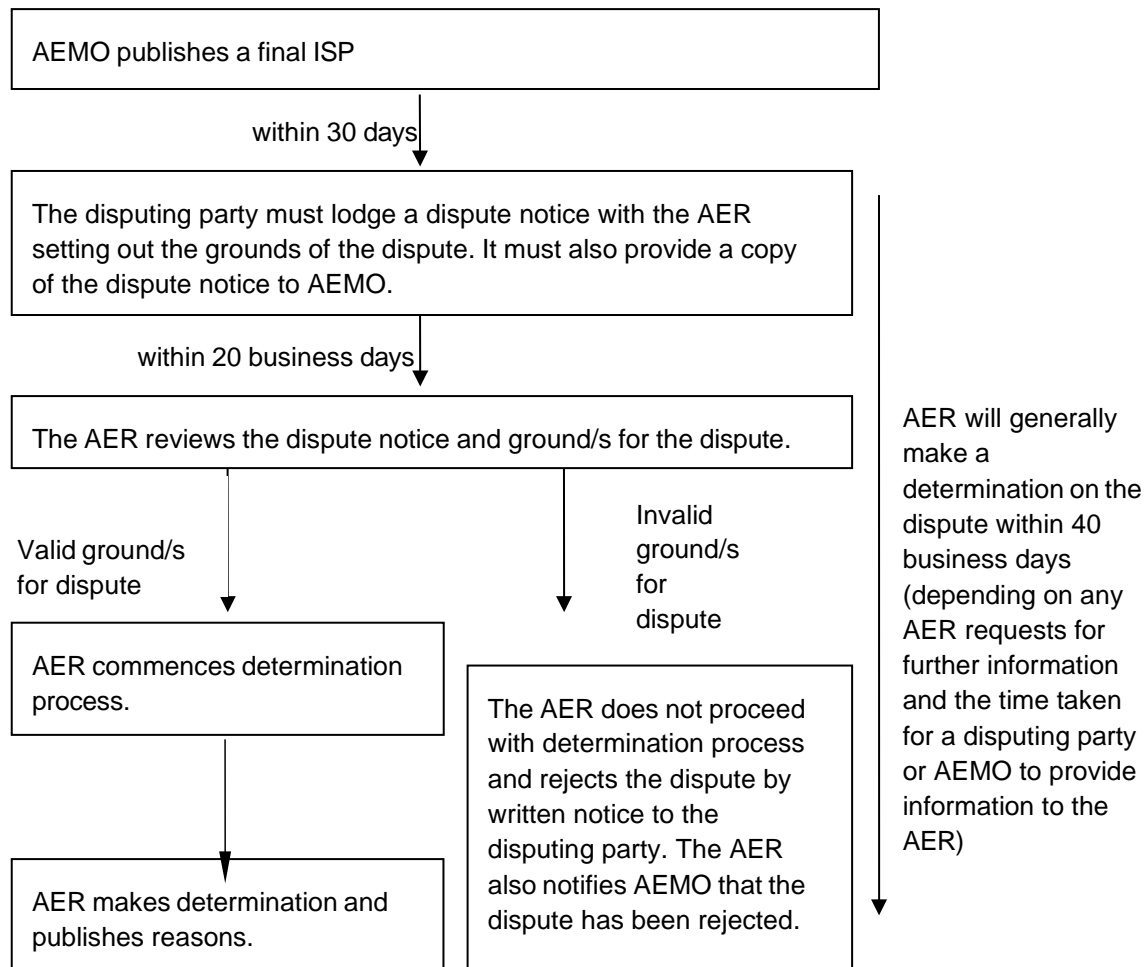 AEMO publishes a final ISP
within 30 days
The disputing party must lodge a dispute notice with the AER
setting out the grounds of the dispute. It must also provide a copy
of the dispute notice to AEMO.
within 20 business days
The AER reviews the dispute notice and ground/s for the dispute.
Valid ground/s
for dispute
Invalid
ground/s
for
dispute
AER commences determination
process.
The AER does not proceed
with determination process
and rejects the dispute by
written notice to the
disputing party. The AER
also notifies AEMO that the
dispute has been rejected.
AER makes determination and
publishes reasons.
AER will generally
make a
determination on the
dispute within 40
business days
(depending on any
AER requests for
further information
and the time taken
for a disputing party
or AEMO to provide
information to the
AER)